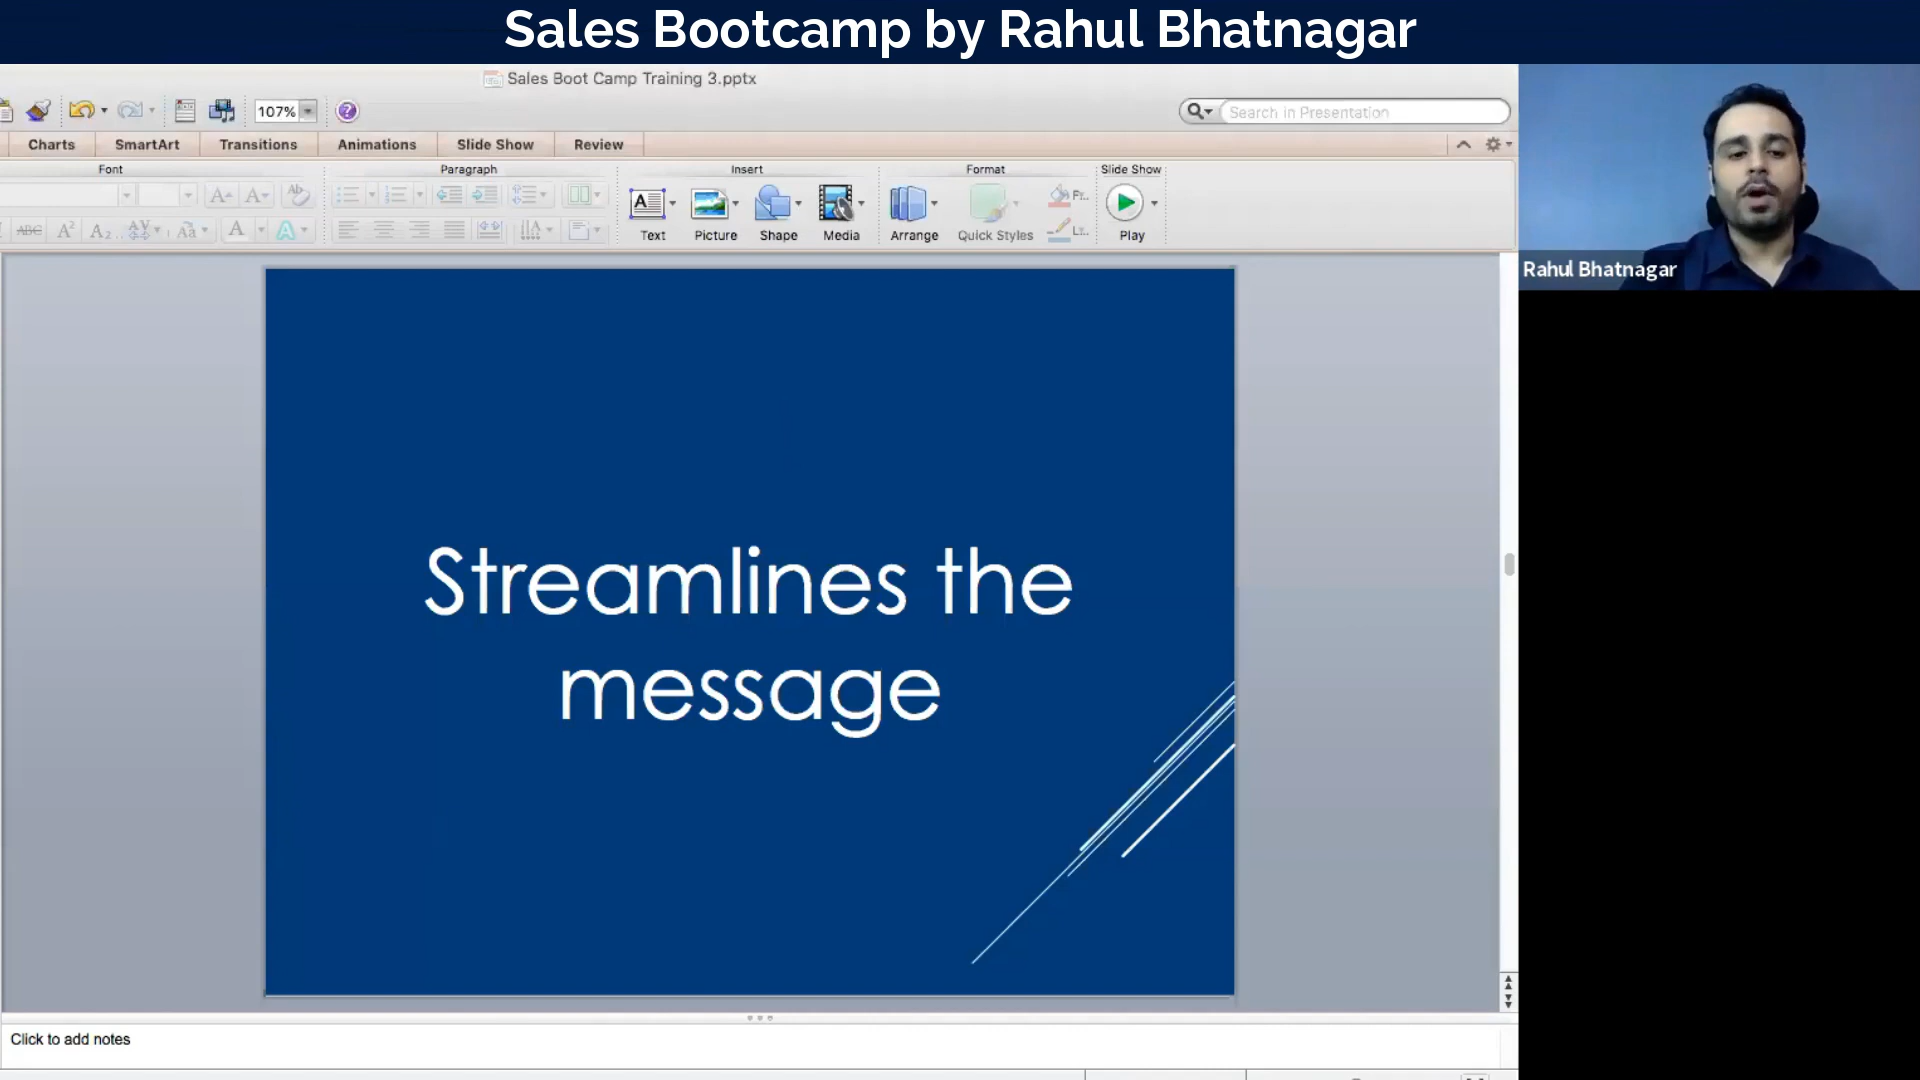 Sales Bootcamp by Rahul Bhatnagar
Sales Boot Camp Training 3.pptx
107%
Search in Presentation
Charts SmartArt Transitions Animations Slide Show Review
Font Paragraph Insert Format Slide Show
Text Picture Shape Media Arrange Quick Styles Play
Rahul Bhatnagar
Streamlines the
message
Click to add notes